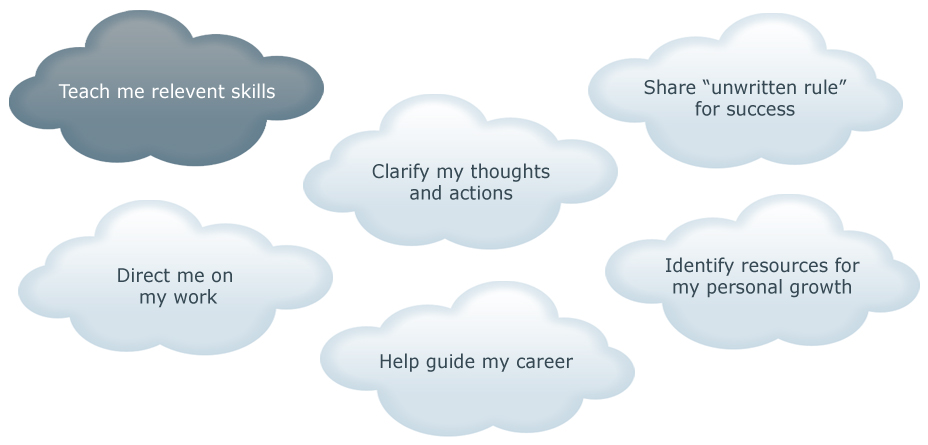 Teach me relevent skills
Share “unwritten rule”
for success
Clarify my thoughts
and actions
Direct me on
my work
Identify resources for
my personal growth
Help guide my career